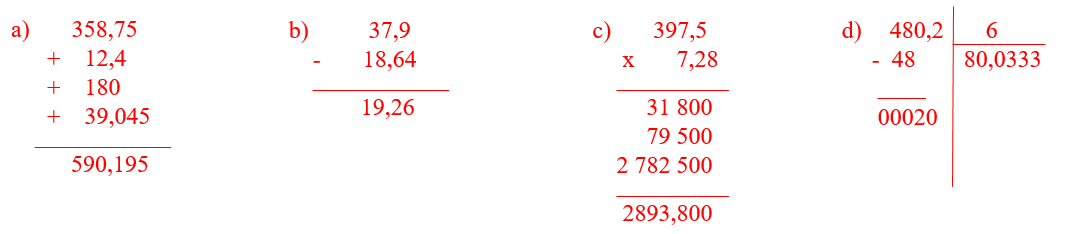 a) 358,75
+ 12,4
+ 180
+ 39,045
590,195
b) 37,9
- 18,64
19,26
c) 397,5
x 7,28
31 800
79 500
2 782 500
2893,800
d) 480,2 6
- 48 80,0333
00020